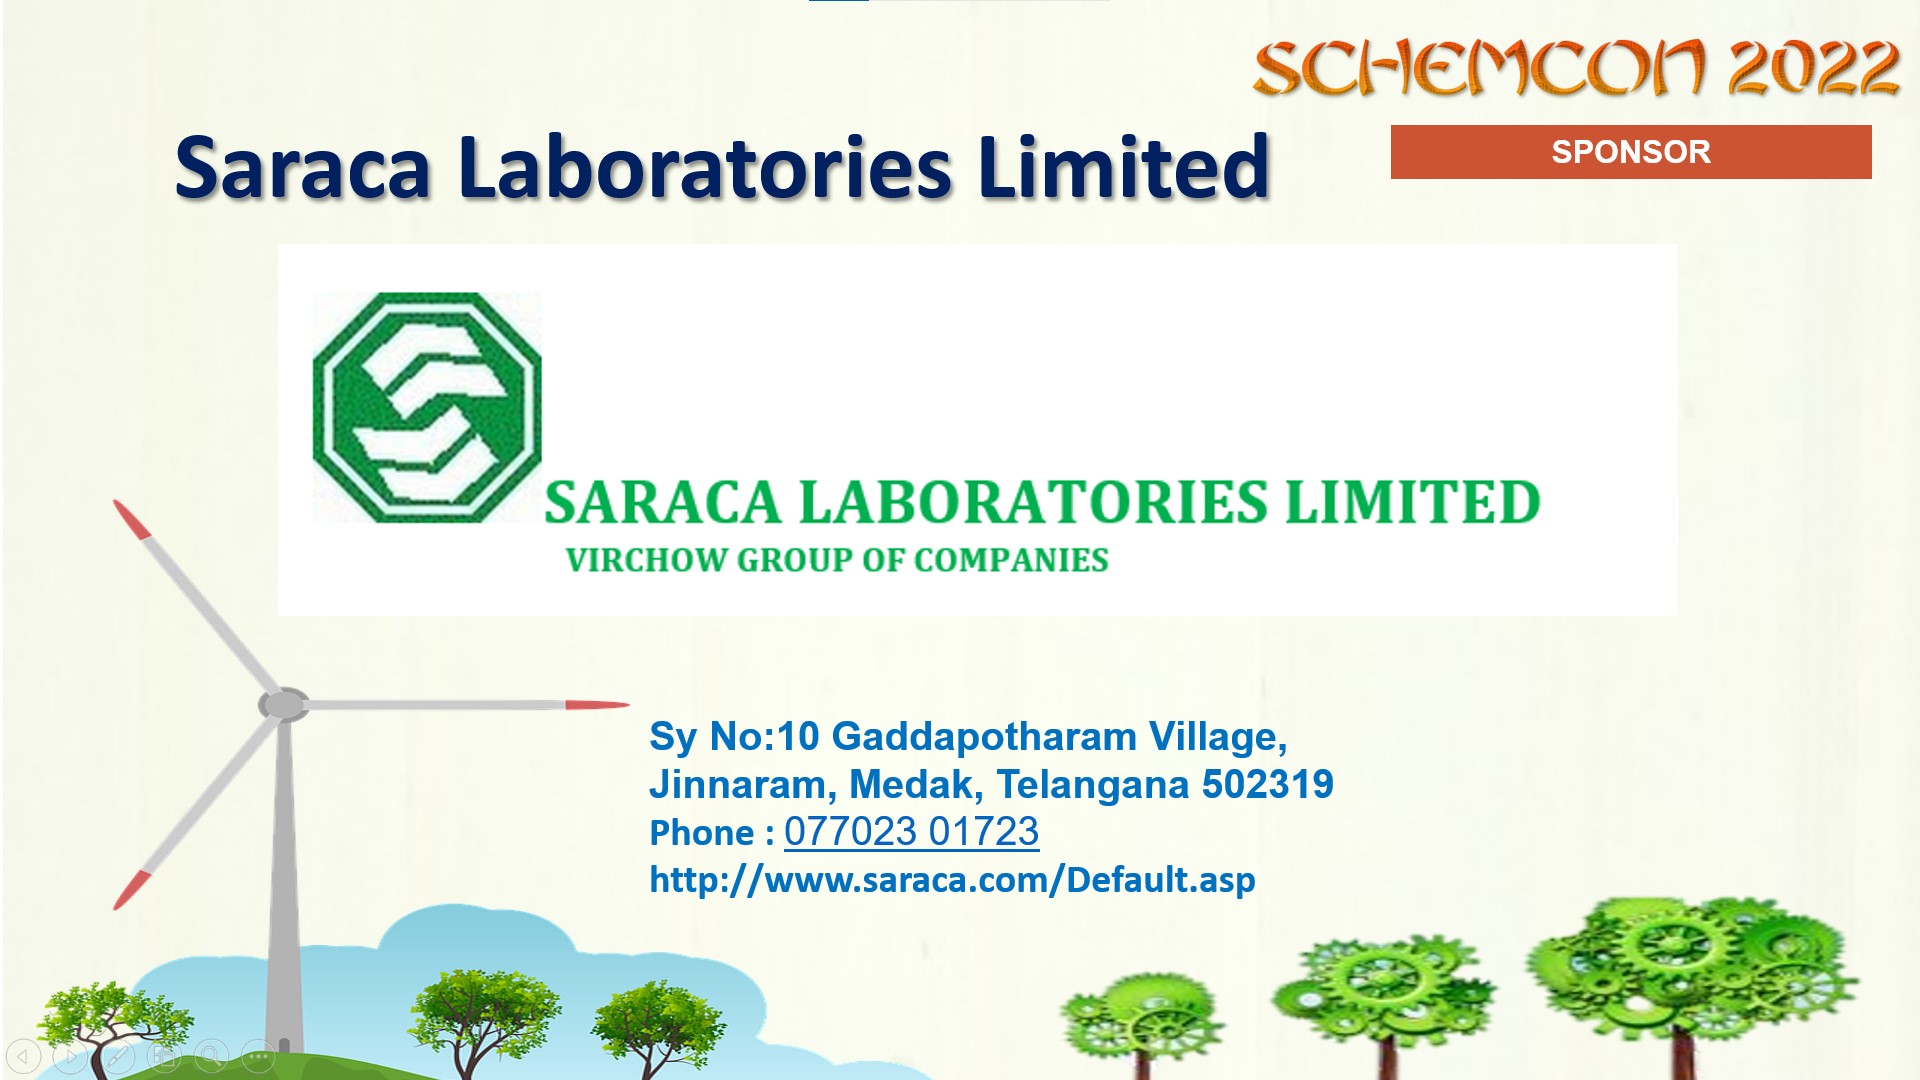 SCHEMCON 2022
SPONSOR
Saraca Laboratories Limited
SARACA LABORATORIES LIMITED
VIRCHOW GROUP OF COMPANIES
Sy No:10 Gaddapotharam Village,
Jinnaram, Medak, Telangana 502319
Phone : 077023 01723
http://www.saraca.com/Default.asp